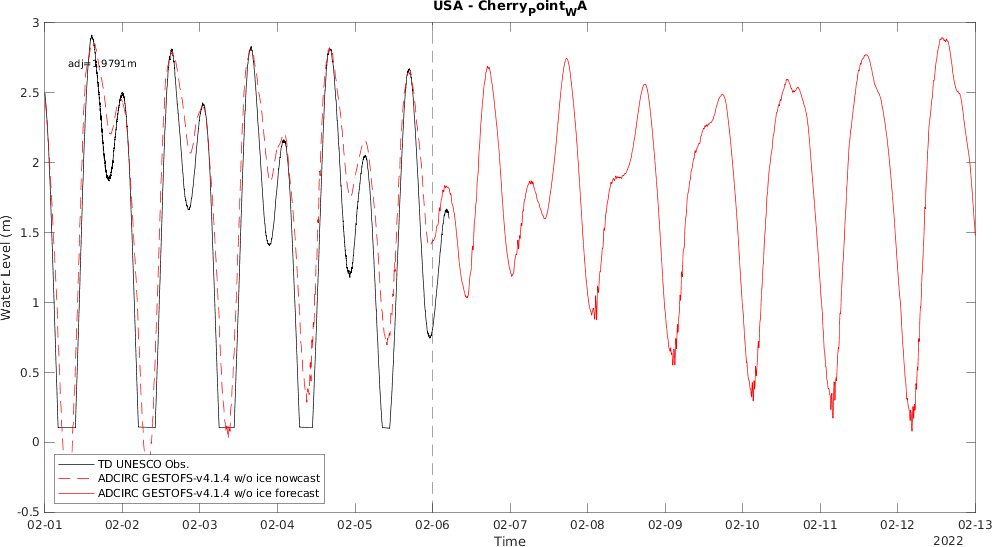 USA - CherryPointWA
3
adj=1.9791m
2.5
2
1.5
1
0.5
0
-0.5
Water Level (m)
TD UNESCO Obs.
ADCIRC GESTOFS-v4.1.4 w/o ice nowcast
ADCIRC GESTOFS-v4.1.4 w/o ice forecast
02-01 02-02 02-03 02-04 02-05 02-06 02-07 02-08 02-09 02-10 02-11 02-12 02-13
Time
2022